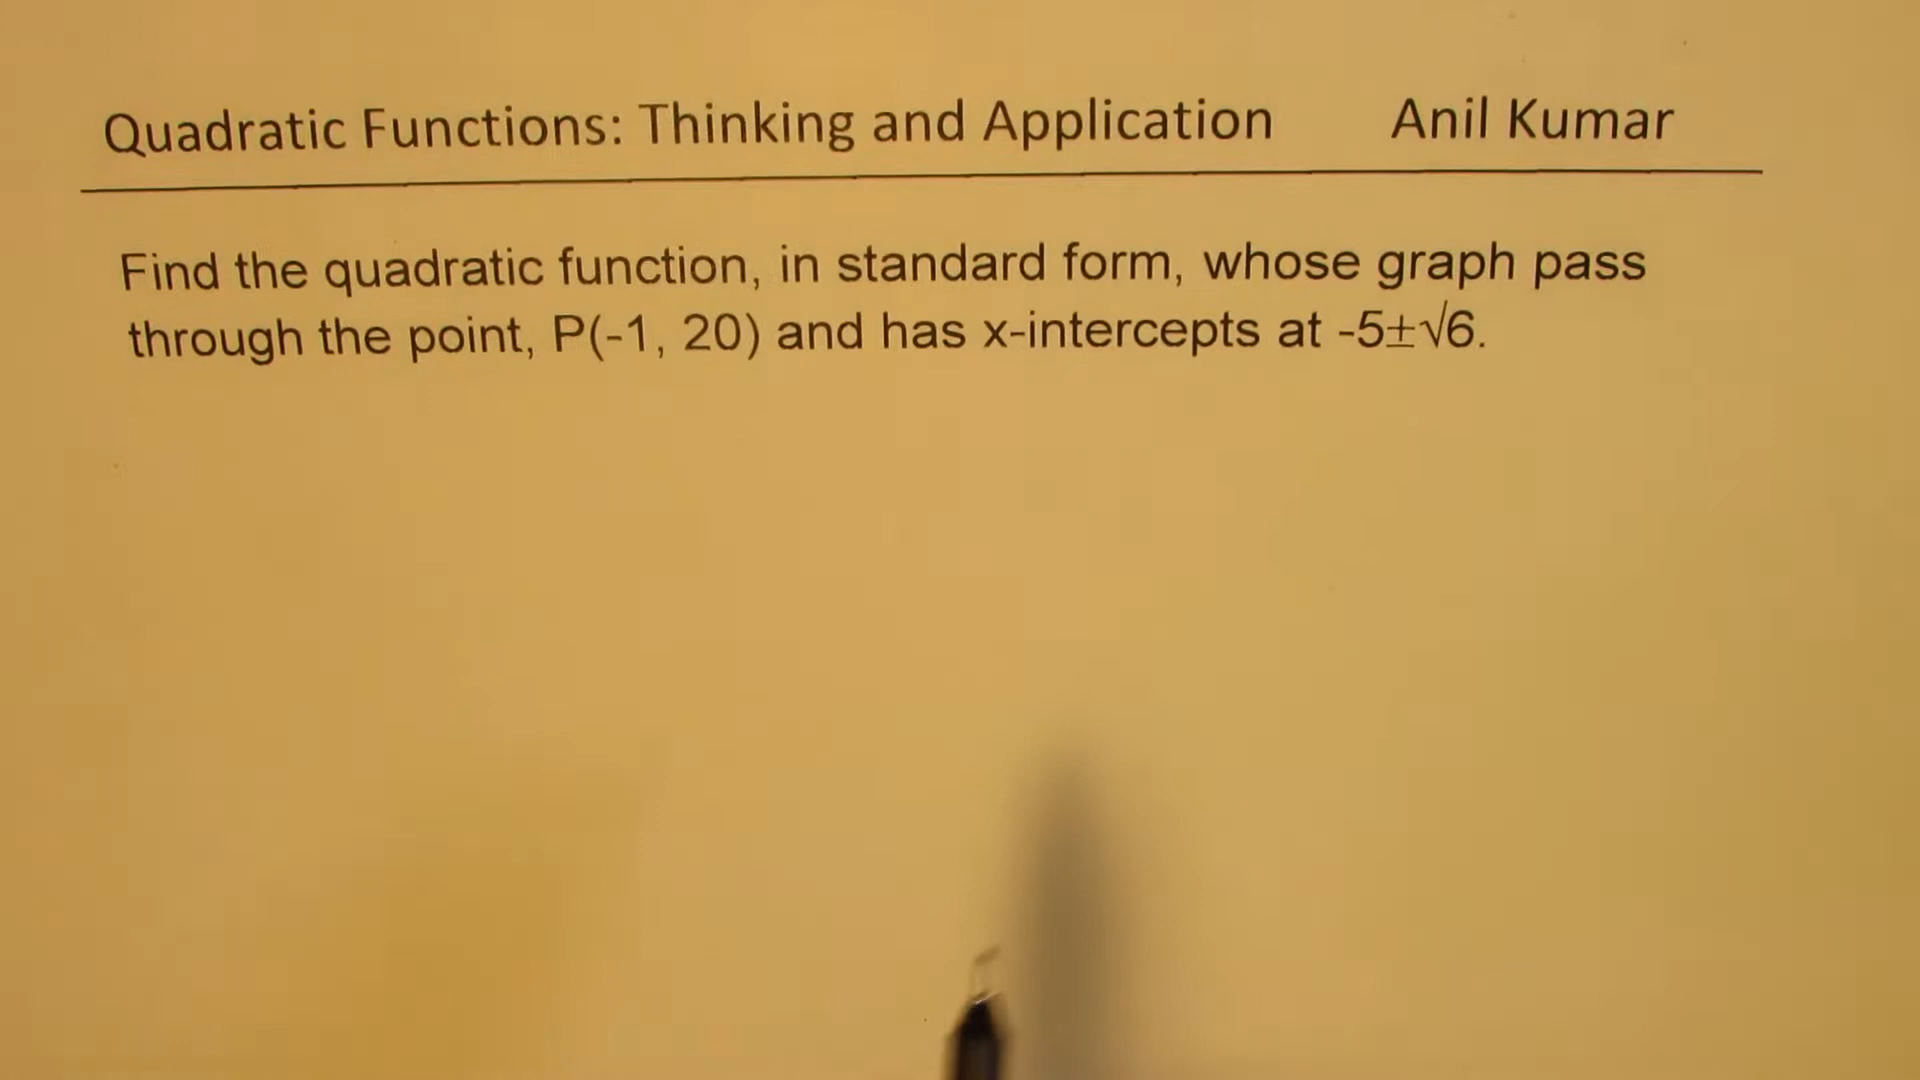 Quadratic Functions: Thinking and Application Anil Kumar
Find the quadratic function, in standard form, whose graph pass
through the point, P(-1, 20) and has x-intercepts at -5±√6.